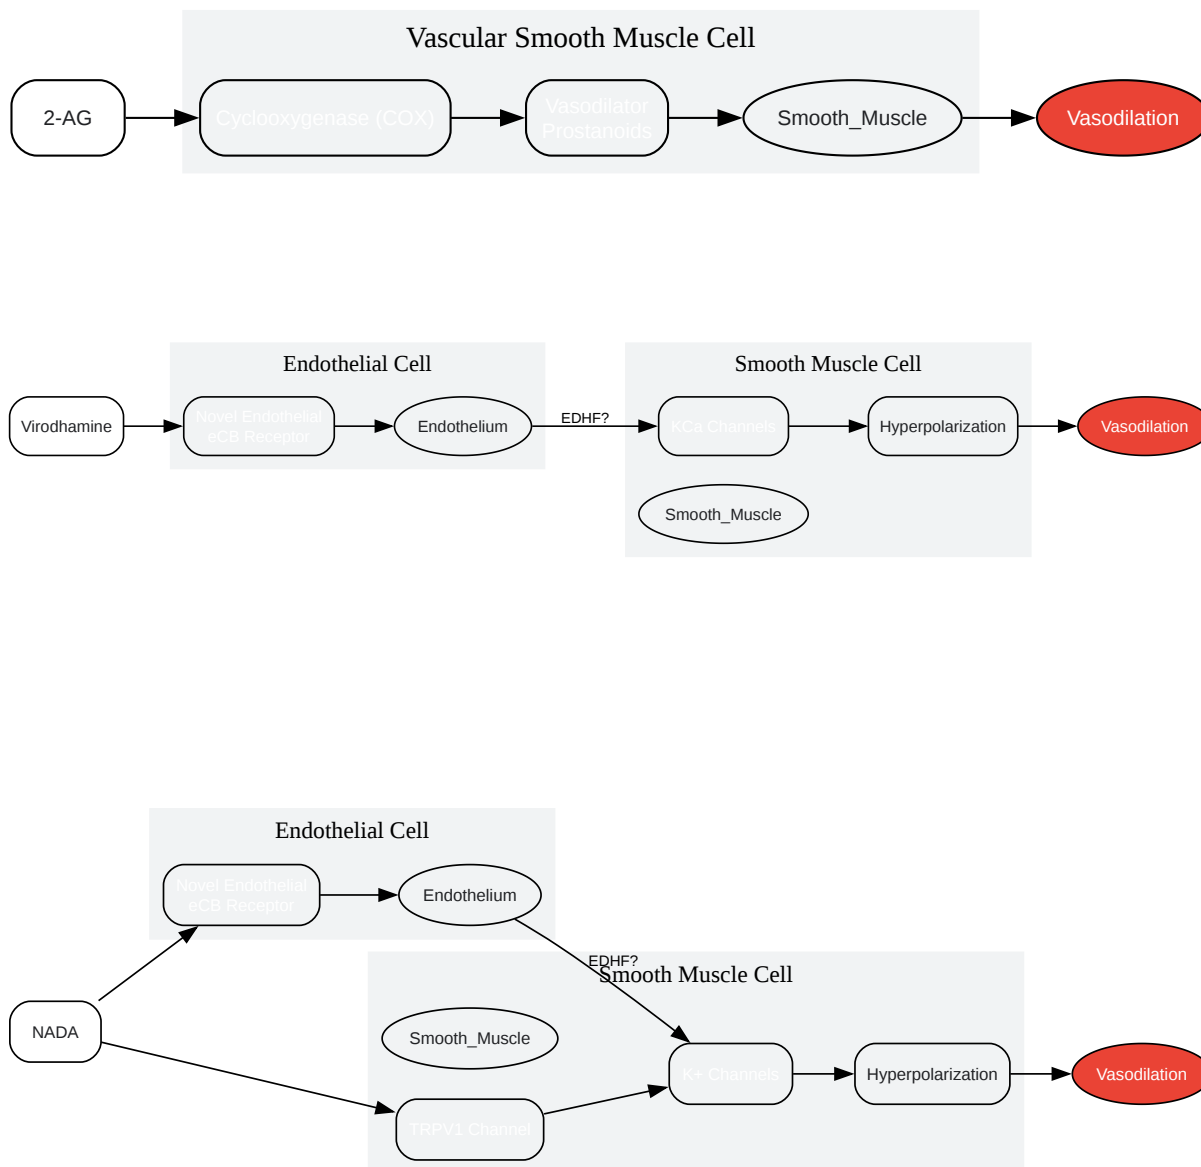 Vascular Smooth Muscle Cell
2-AG
Cyclooxygenase (COX)
Vasodilator
Prostanoids
Smooth_Muscle
Vasodilation
Endothelial Cell
Smooth Muscle Cell
Virodhamine
Novel Endothelial
eCB Receptor
Endothelium
EDHF?
KCa Channels
Hyperpolarization
Vasodilation
Smooth_Muscle
Endothelial Cell
Novel Endothelial
eCB Receptor
Endothelium
EDHF?
Smooth Muscle Cell
NADA
Smooth_Muscle
K+ Channels
Hyperpolarization
Vasodilation
TRPV1 Channel